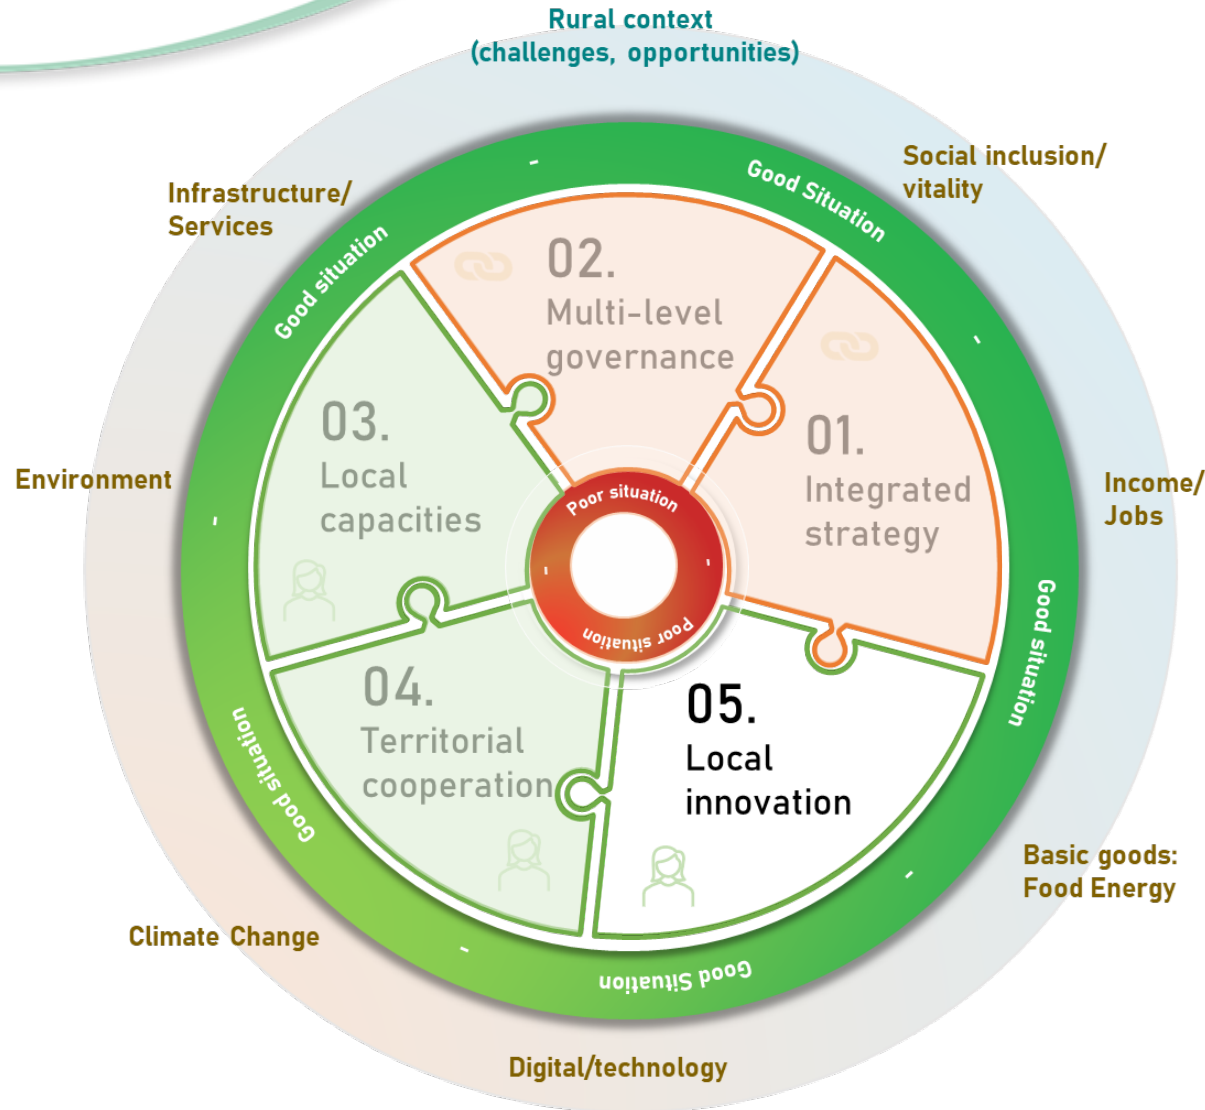 Rural context
(challenges, opportunities)
Social inclusion/
vitality
Infrastructure/
Services
Good Situation
Good situation
02.
Multi-level
governance
03.
Local
capacities
01.
Integrated
strategy
Environment
Income/
Jobs
Poor situation
Poor situation
Good situation
04.
Territorial
cooperation
05.
Local
innovation
Good situation
Basic goods:
Food Energy
Climate Change
Good Situation
Digital/technology